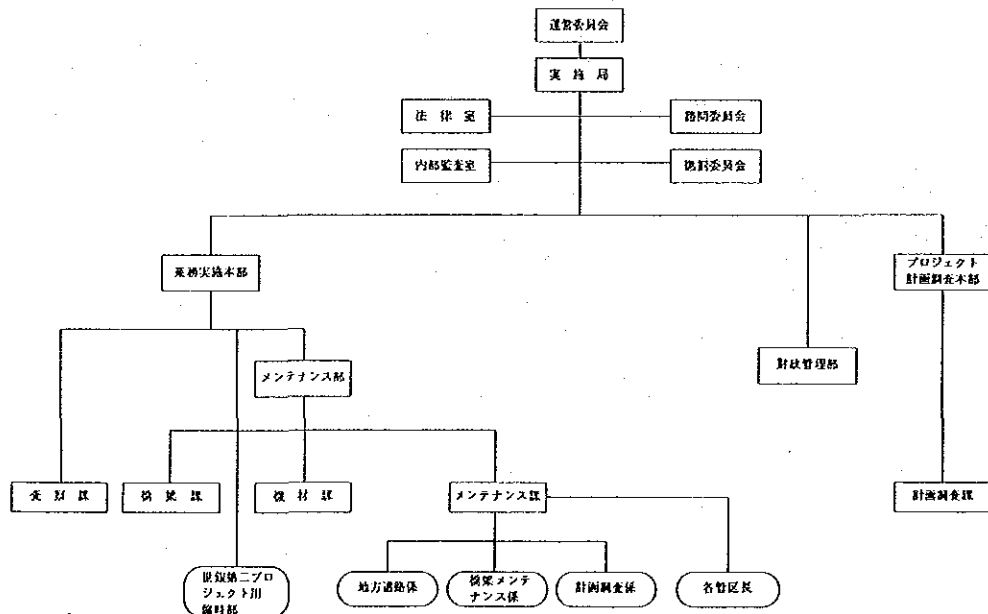 運営委員会
実施局
法律室
諮問委員会
内部監査室
業務実施本部
プロジェクト
計画調査本部
メンテナンス部
財政管理部
橋梁課
機材課
メンテナンス課
計画調査課
世銀第二プロ
ジェクト用
臨時部
地方道路係
橋梁メンテ
ナンス係
計画調査係
各管区長